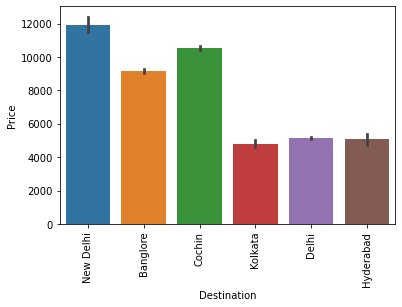 12000
10000
8000
6000
4000
2000
0
Price
New Delhi
Banglore
Cochin
Kolkata
Delhi
Hyderabad
Destination